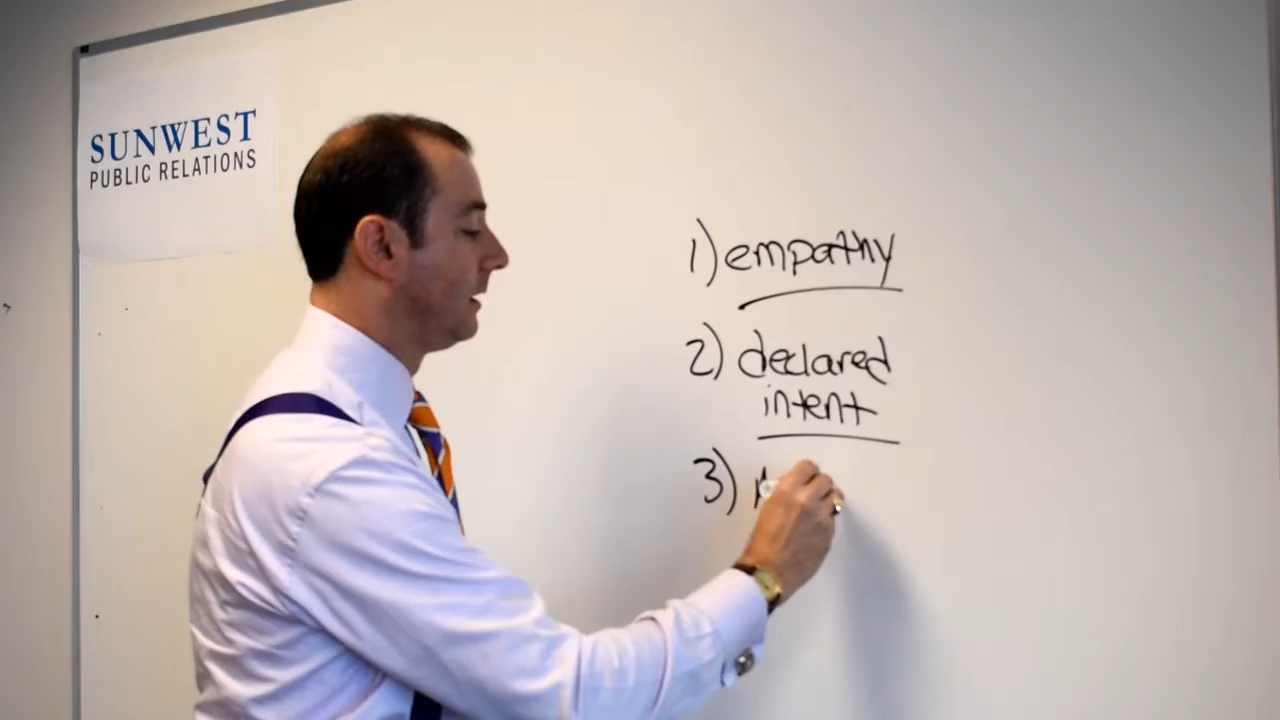 SUNWEST
PUBLIC RELATIONS
1) empathy
2) declared
intent
3)